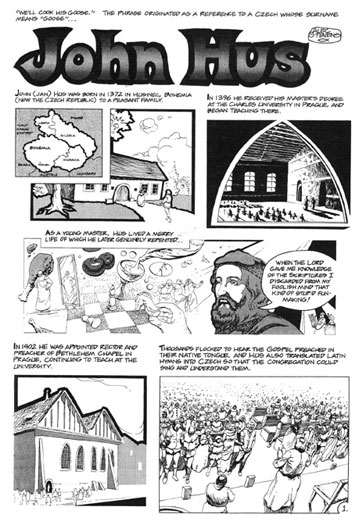 "WE'LL COOK HIS GOOSE." THE PHRASE ORIGINATED AS A REFERENCE TO A CZECH WHOSE SURNAME
MEANS "GOOSE"...
STEVENS
John Hus
JOHN (JAN) HUS WAS BORN IN 1372 IN HUSINEC, BOHEMIA
(NOW THE CZECH REPUBLIC) TO A PEASANT FAMILY.
IN 1396 HE RECEIVED HIS MASTER'S DEGREE
AT THE CHARLES UNIVERSITY IN PRAGUE, AND
BEGAN TEACHING THERE.
SILESIA
BOHEMIA
MORAVIA
AUSTRIA
HUNGARY
AS A YOUNG MASTER, HUS LIVED A MERRY
LIFE OF WHICH HE LATER GENUINELY REPENTED...
WHEN THE LORD
GAVE ME KNOWLEDGE
OF THE SCRIPTURES I
DISCARDED FROM MY
FOOLISH MIND THAT
KIND OF STUPID FUN-
MAKING!
IN 1402 HE WAS APPOINTED RECTOR AND
PREACHER OF BETHLEHEM CHAPEL IN
PRAGUE, CONTINUING TO TEACH AT THE
UNIVERSITY.
THOUSANDS FLOCKED TO HEAR THE GOSPEL PREACHED IN
THEIR NATIVE TONGUE, AND HUS ALSO TRANSLATED LATIN
HYMNS INTO CZECH SO THAT THE CONGREGATION COULD
SING AND UNDERSTAND THEM.
1.